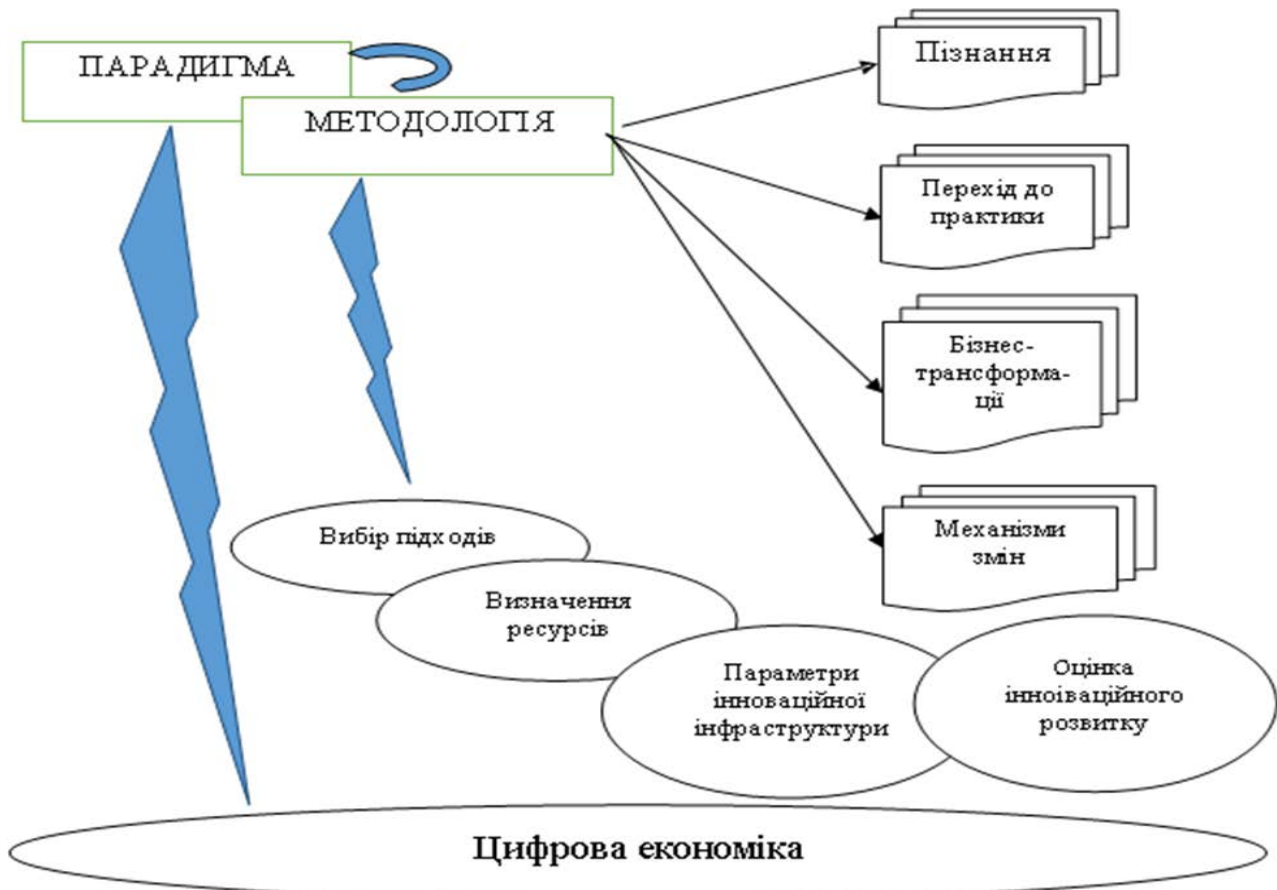 ПАРАДИГМА
МЕТОДОЛОГІЯ
Пізнання
Перехід до
практики
Бізнес-
трансформа-
ції
Механізми
змін
Вибір підходів
Визначення
ресурсів
Параметри
інноваційної
інфраструктури
Оцінка
інноіваційного
розвитку
Цифрова економіка